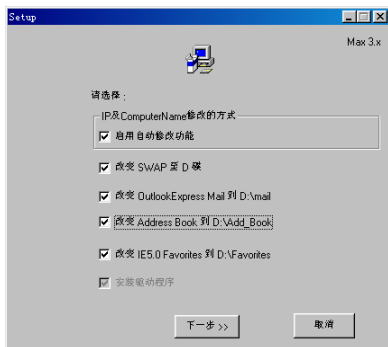 Setup
Max 3.x
请选择：
IP及ComputerName修改的方式
启用自动修改功能
改变 SWAP 至 D 碟
改变 OutlookExpress Mail 到 D:\mail
改变 Address Book 到 D:\Add_Book
改变 IE5.0 Favorites 到 D:\Favorites
安装驱动程序
下一步 >>
取消